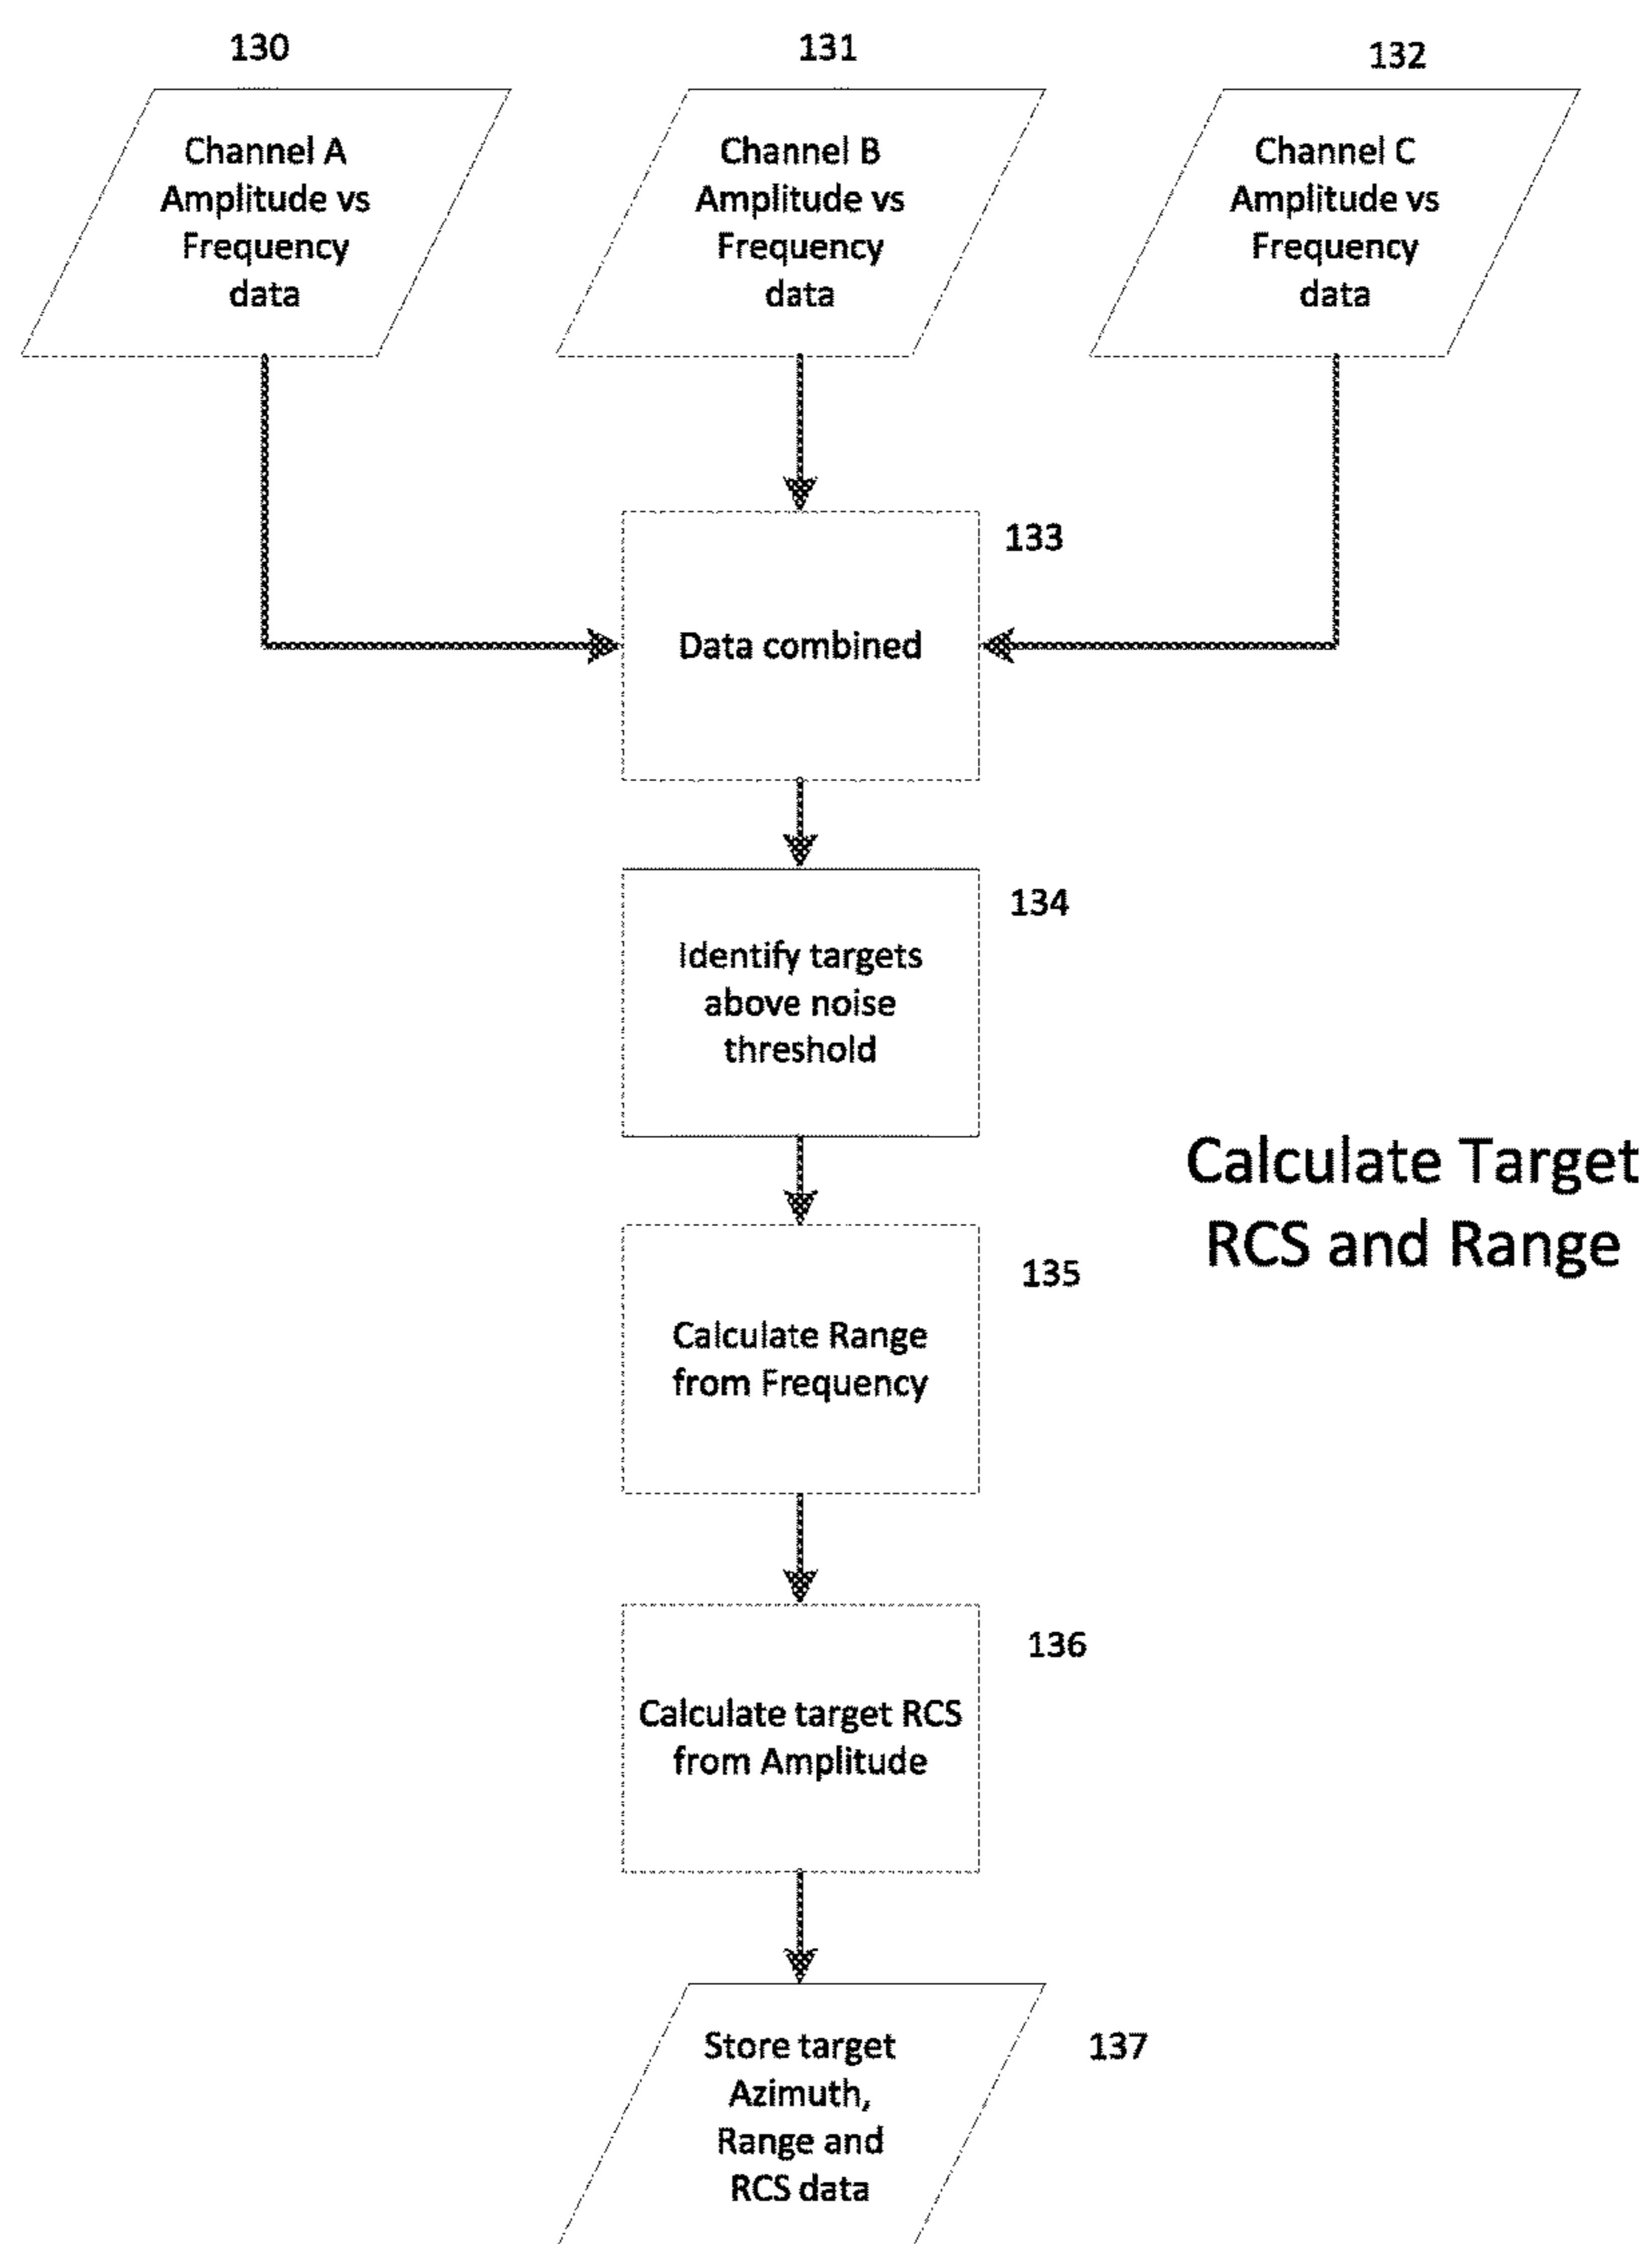 130
131
132
Channel A
Amplitude vs
Frequency
data
Channel B
Amplitude vs
Frequency
data
Channel C
Amplitude vs
Frequency
data
133
Data combined
134
Identify targets
above noise
threshold
Calculate Target
RCS and Range
135
Calculate Range
from Frequency
136
Calculate target RCS
from Amplitude
137
Store target
Azimuth,
Range and
RCS data